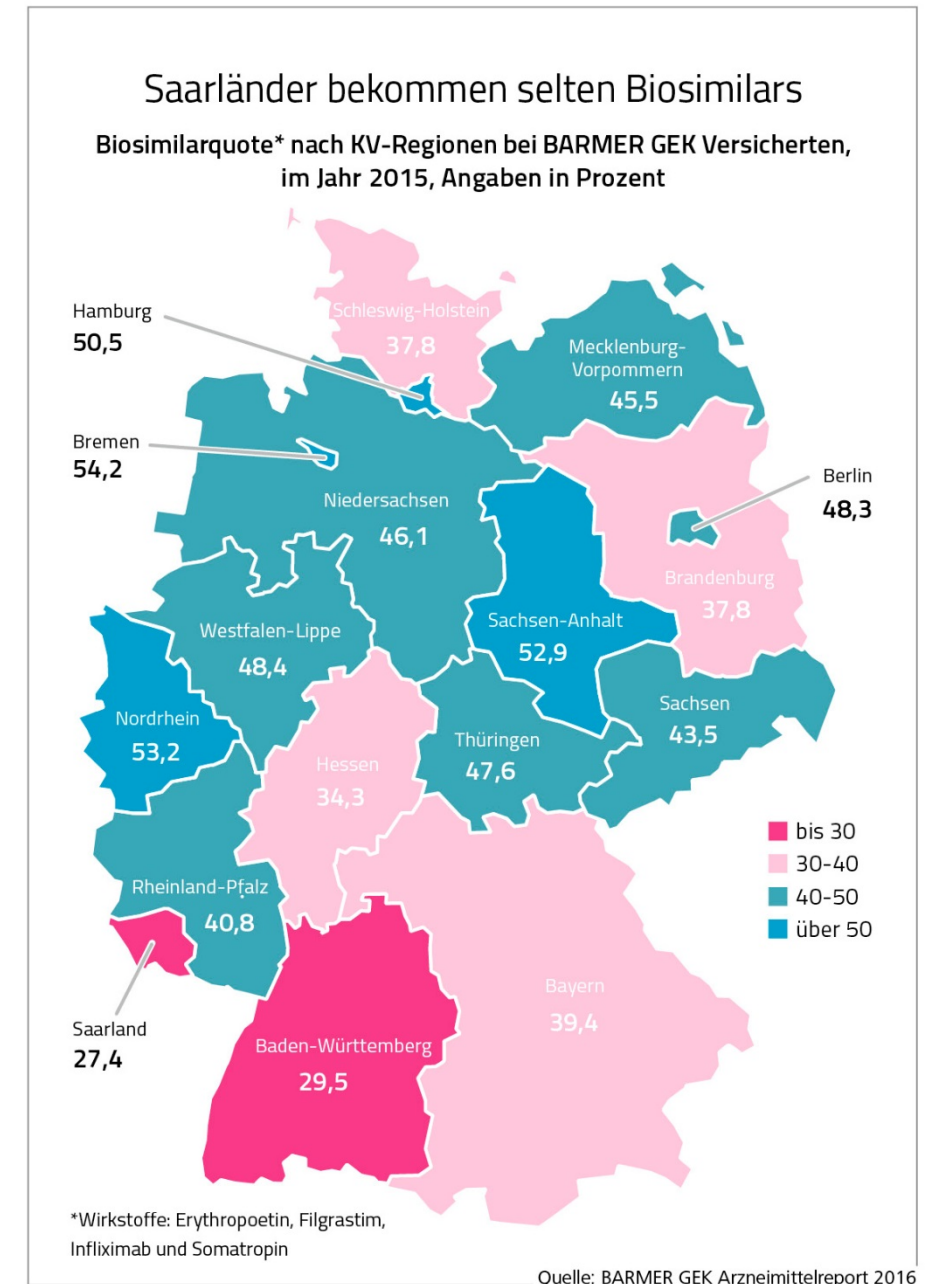 Saarländer bekommen selten Biosimilars
Biosimilarquote* nach KV-Regionen bei BARMER GEK Versicherten,
im Jahr 2015, Angaben in Prozent
Hamburg
50,5
Schleswig-Holstein
37,8
Mecklenburg-
Vorpommern
45,5
Bremen
54,2
Niedersachsen
46,1
Berlin
48,3
Brandenburg
37,8
Sachsen-Anhalt
52,9
Westfalen-Lippe
48,4
Nordrhein
53,2
Hessen
34,3
Thüringen
47,6
Sachsen
43,5
bis 30
30-40
40-50
über 50
Rheinland-Pfalz
40,8
Saarland
27,4
Baden-Württemberg
29,5
Bayern
39,4
*Wirkstoffe: Erythropoetin, Filgrastim,
Infliximab und Somatropin
Quelle: BARMER GEK Arzneimittelreport 2016